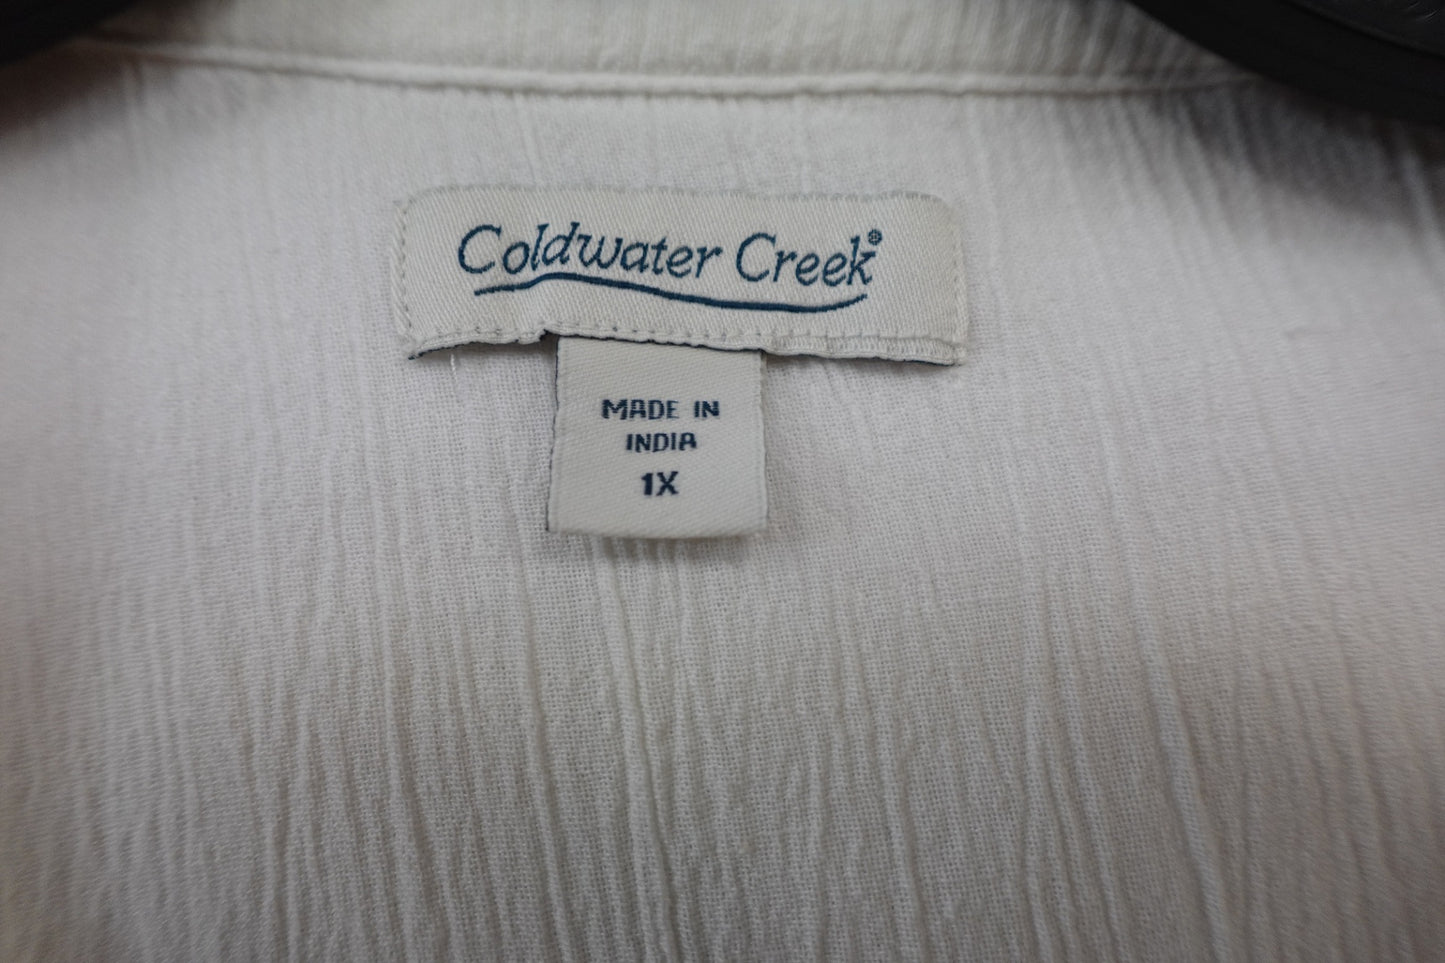 Coldwater Creek®
MADE IN
INDIA
1X